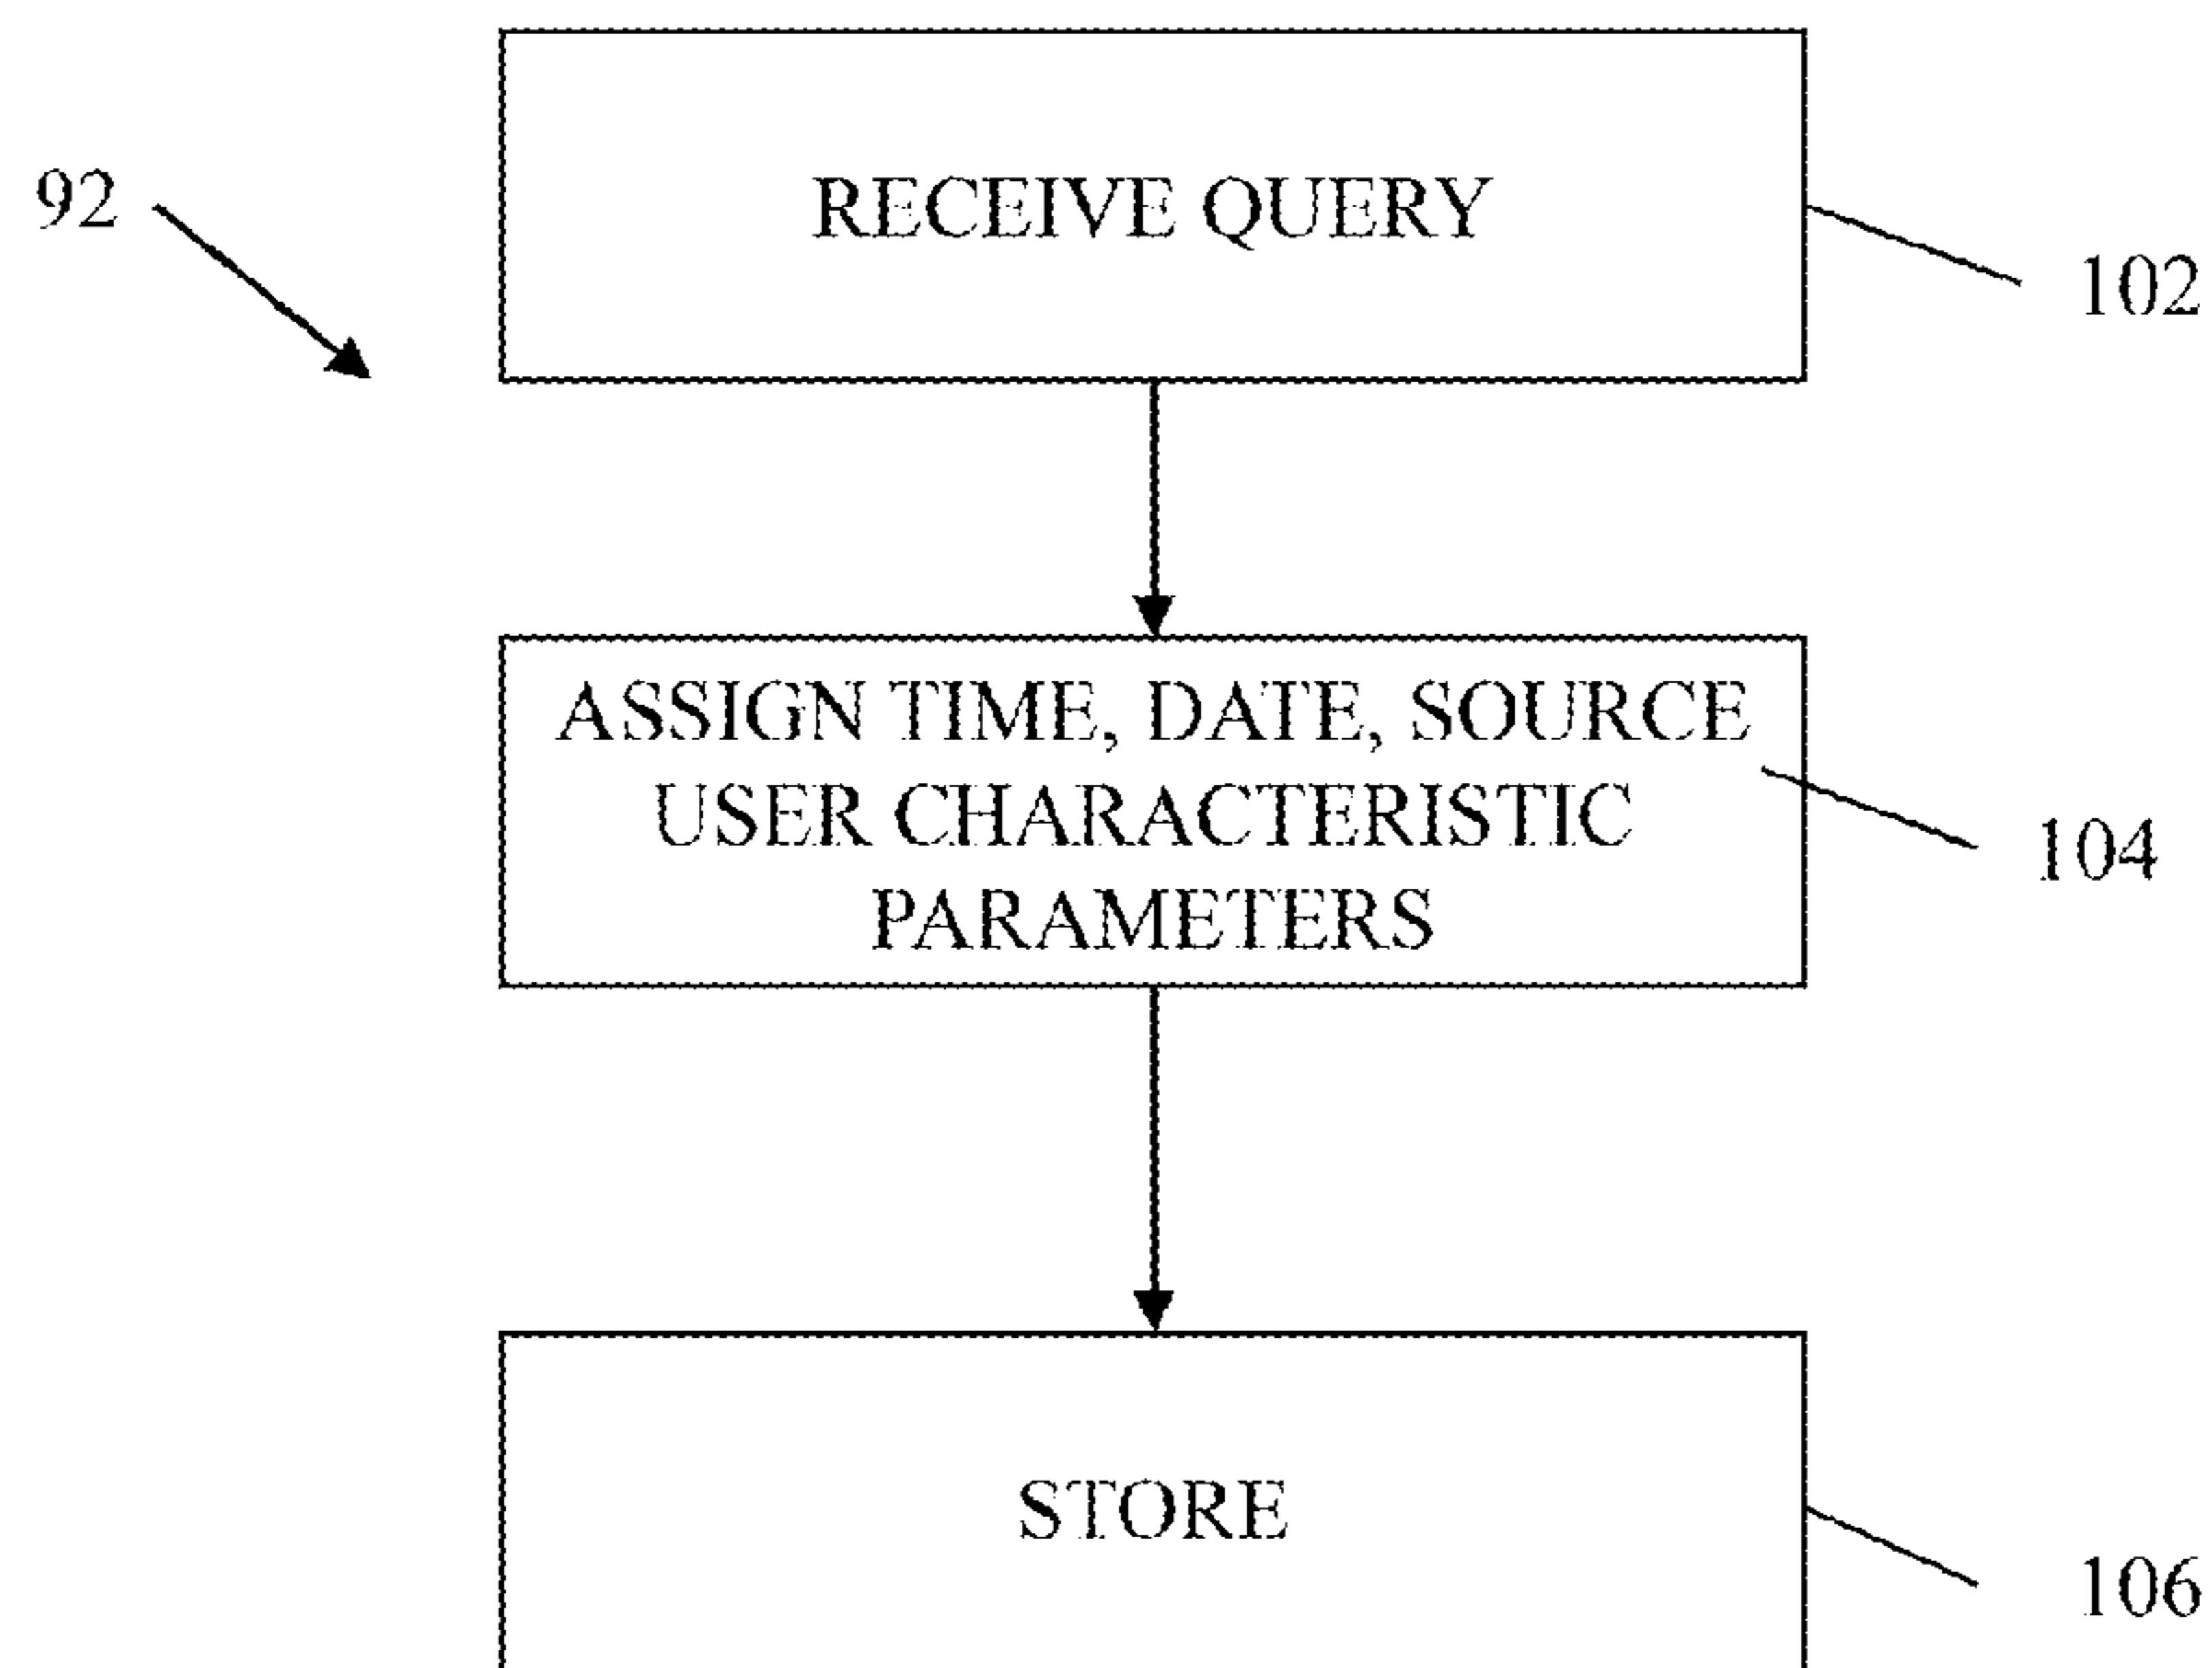 92
RECEIVE QUERY
102
ASSIGN TIME, DATE, SOURCE
USER CHARACTERISTIC
PARAMETERS
104
STORE
106